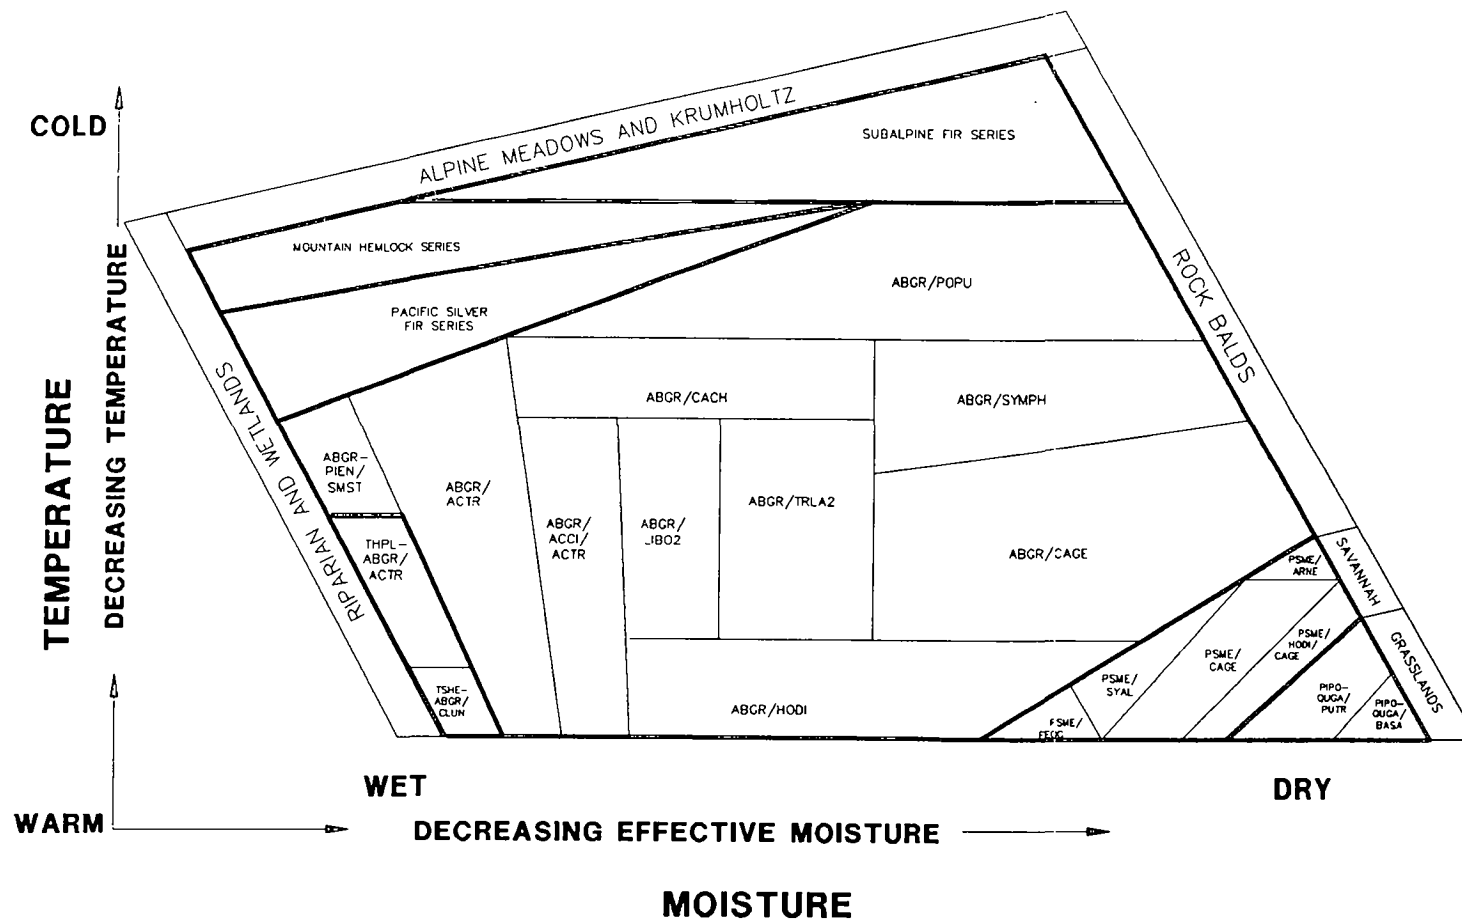 COLD
ALPINE MEADOWS AND KRUMHOLTZ
SUBALPINE FIR SERIES
MOUNTAIN HEMLOCK SERIES
PACIFIC SILVER
FIR SERIES
ABGR/POPU
ROCK BALDS
TEMPERATURE
DECREASING TEMPERATURE
RIPARIAN AND WETLANDS
ABGR/CACH
ABGR/SYMPH
ABGR-
PIEN/
SMST
ABGR/
ACTR
ABGR/
ACCI/
ACTR
ABGR/
LIBO2
ABGR/TRLA2
ABGR/CAGE
THPL-
ABGR/
ACTR
TSHE-
ABGR/
CLUN
ABGR/HODI
PSME/
ARNE
SAVANNAH
PSME/
HODI/
CAGE
PSME/
CAGE
PSME/
SYAL
PSME/
GRASSLANDS
PIPO-
QUGA/
PUTR
PIPO-
QUGA/
BASA
WET
DRY
WARM
DECREASING EFFECTIVE MOISTURE
MOISTURE